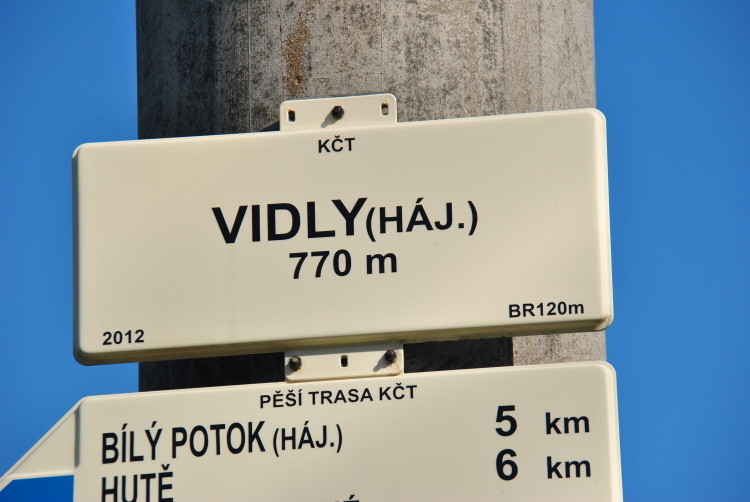 KČT
VIDLY (HÁJ.)
770 m
2012 BR120m
PĚŠÍ TRASA KČT
BÍLÝ POTOK (HÁJ.) 5 km
HUTĚ 6 km